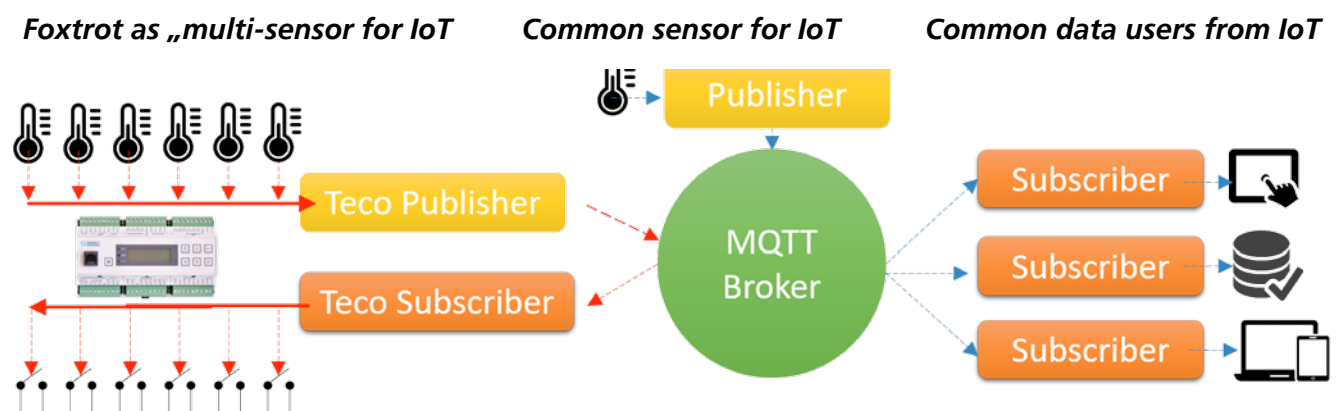 Foxtrot as „multi-sensor for IoT
Common sensor for IoT
Common data users from IoT
Publisher
Teco Publisher
Teco Subscriber
MQTT
Broker
Subscriber
Subscriber
Subscriber